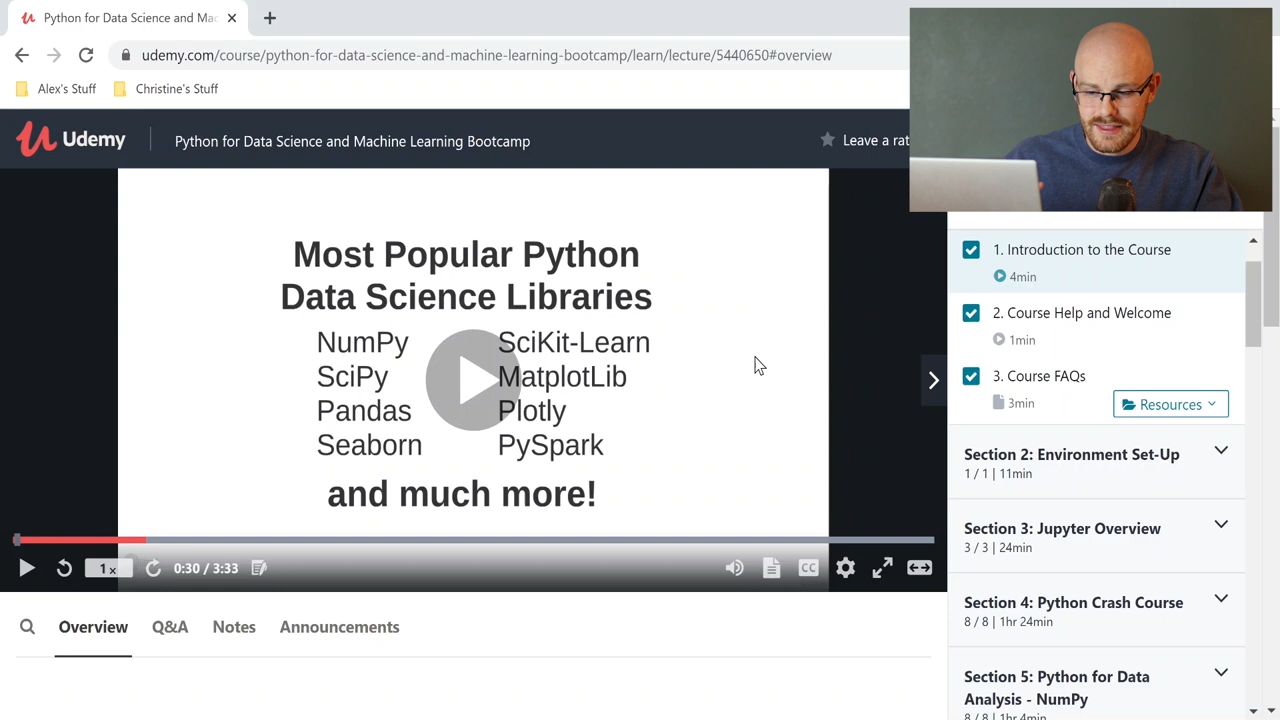 Python for Data Science and Mac
udemy.com/course/python-for-data-science-and-machine-learning-bootcamp/learn/lecture/5440650#overview
Alex's Stuff
Christine's Stuff
Udemy
Python for Data Science and Machine Learning Bootcamp
Leave a rat
Most Popular Python
Data Science Libraries
NumPy
SciKit-Learn
SciPy
MatplotLib
Pandas
Plotly
Seaborn
PySpark
and much more!
1x
0:30 / 3:33
CC
Overview
Q&A
Notes
Announcements
1. Introduction to the Course
4min
2. Course Help and Welcome
1min
3. Course FAQs
3min
Resources
Section 2: Environment Set-Up
1 / 1 | 11min
Section 3: Jupyter Overview
3 / 3 | 24min
Section 4: Python Crash Course
8 / 8 | 1hr 24min
Section 5: Python for Data
Analysis - NumPy
8 / 8 | 1hr 4min